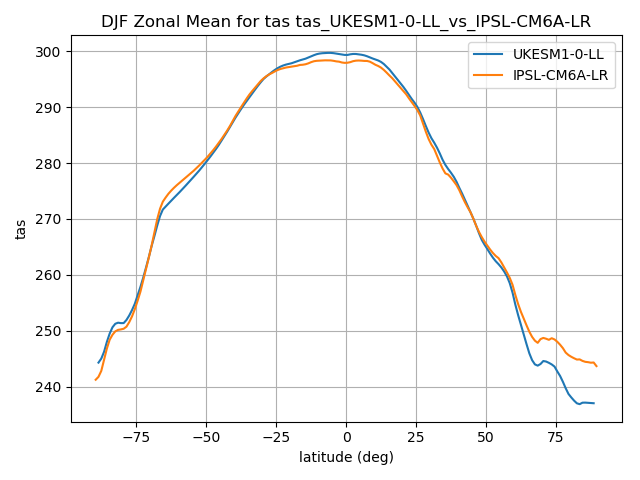 DJF Zonal Mean for tas tas_UKESM1-0-LL_vs_IPSL-CM6A-LR
UKESM1-0-LL
IPSL-CM6A-LR
300
290
280
270
260
250
240
tas
−75
−50
−25
0
25
50
75
latitude (deg)